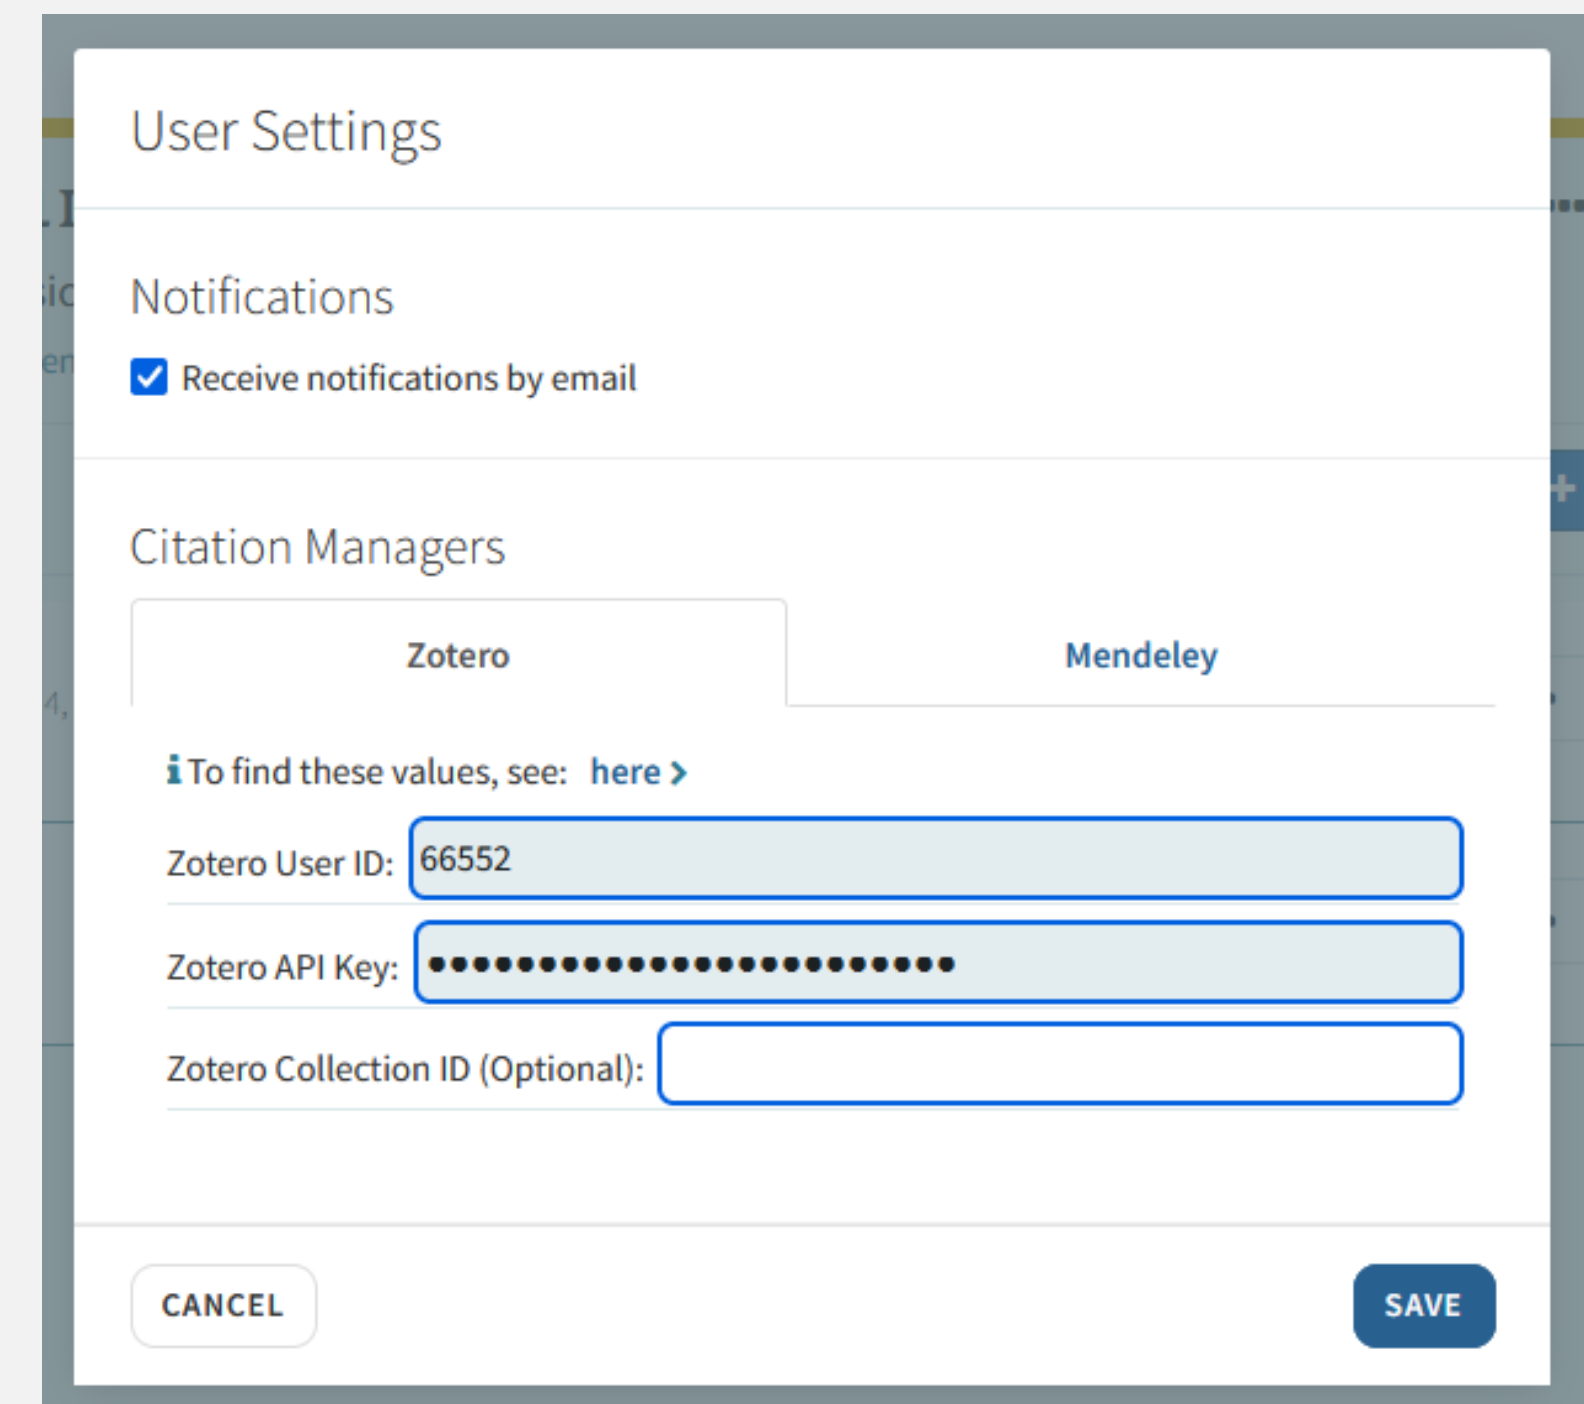 User Settings
Notifications
Receive notifications by email
Citation Managers
Zotero
Mendeley
To find these values, see: here
Zotero User ID: 66552
Zotero API Key: ••••••••••••••••••••••••
Zotero Collection ID (Optional):
CANCEL
SAVE